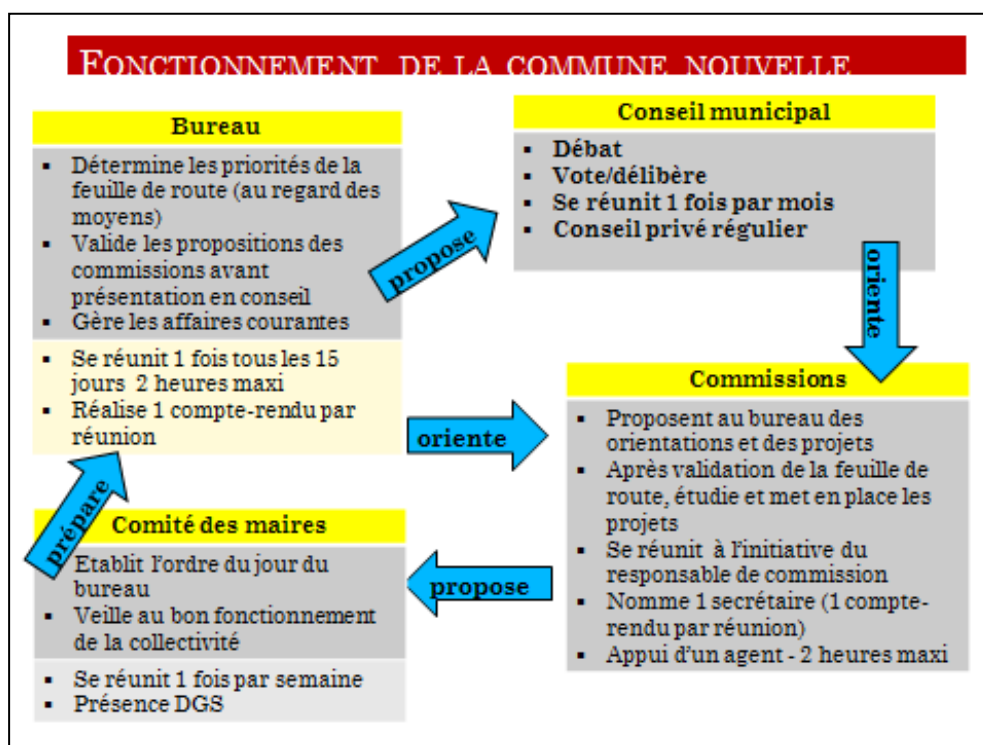 FONCTIONNEMENT DE LA COMMUNE NOUVELLE
Bureau
▪ Détermine les priorités de la
feuille de route (au regard des
moyens)
▪ Valide les propositions des
commissions avant
présentation en conseil
▪ Gère les affaires courantes
▪ Se réunit 1 fois tous les 15
jours 2 heures maxi
▪ Réalise 1 compte-rendu par
réunion
propose
Conseil municipal
▪ Débat
▪ Vote/délibère
▪ Se réunit 1 fois par mois
▪ Conseil privé régulier
oriente
oriente
Commissions
▪ Proposent au bureau des
orientations et des projets
▪ Après validation de la feuille de
route, étudie et met en place les
projets
▪ Se réunit à l'initiative du
responsable de commission
▪ Nomme 1 secrétaire (1 compte-
rendu par réunion)
▪ Appui d'un agent - 2 heures maxi
propose
prépare
Comité des maires
Etablit l'ordre du jour du
bureau
▪ Veille au bon fonctionnement
de la collectivité
▪ Se réunit 1 fois par semaine
▪ Présence DGS